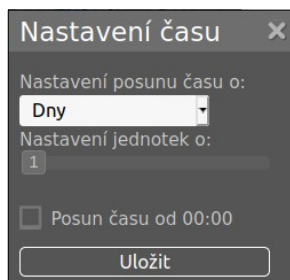 Nastavení času
Nastavení posunu času o:
Dny
Nastavení jednotek o:
1
Posun času od 00:00
Uložit